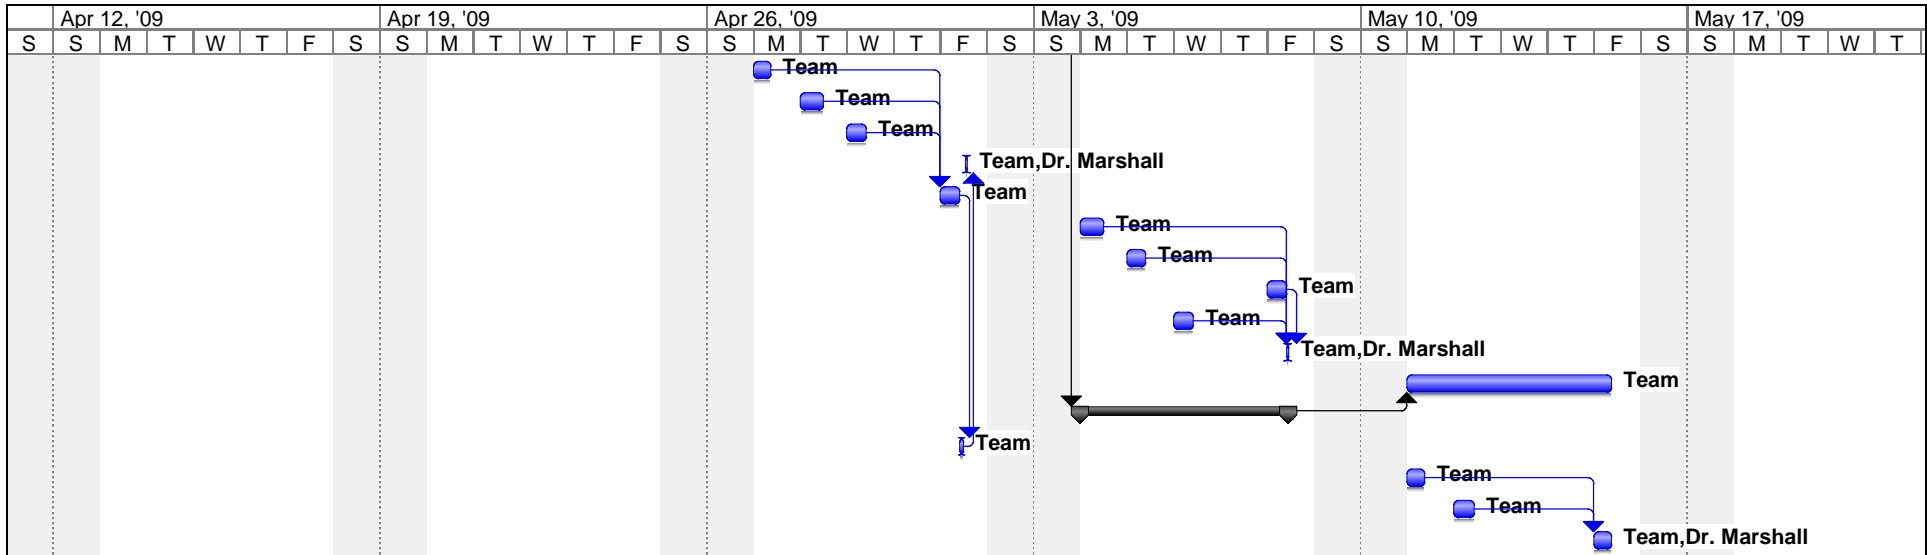 Apr 12, '09 Apr 19, '09 Apr 26, '09 May 3, '09 May 10, '09 May 17, '09
S S M T W T F S S M T W T F S S M T W T F S S M T W T F S S M T W T F S S M T W T
Team
Team
Team
Team,Dr. Marshall
Team
Team
Team
Team
Team
Team,Dr. Marshall
Team
Team
Team
Team
Team,Dr. Marshall